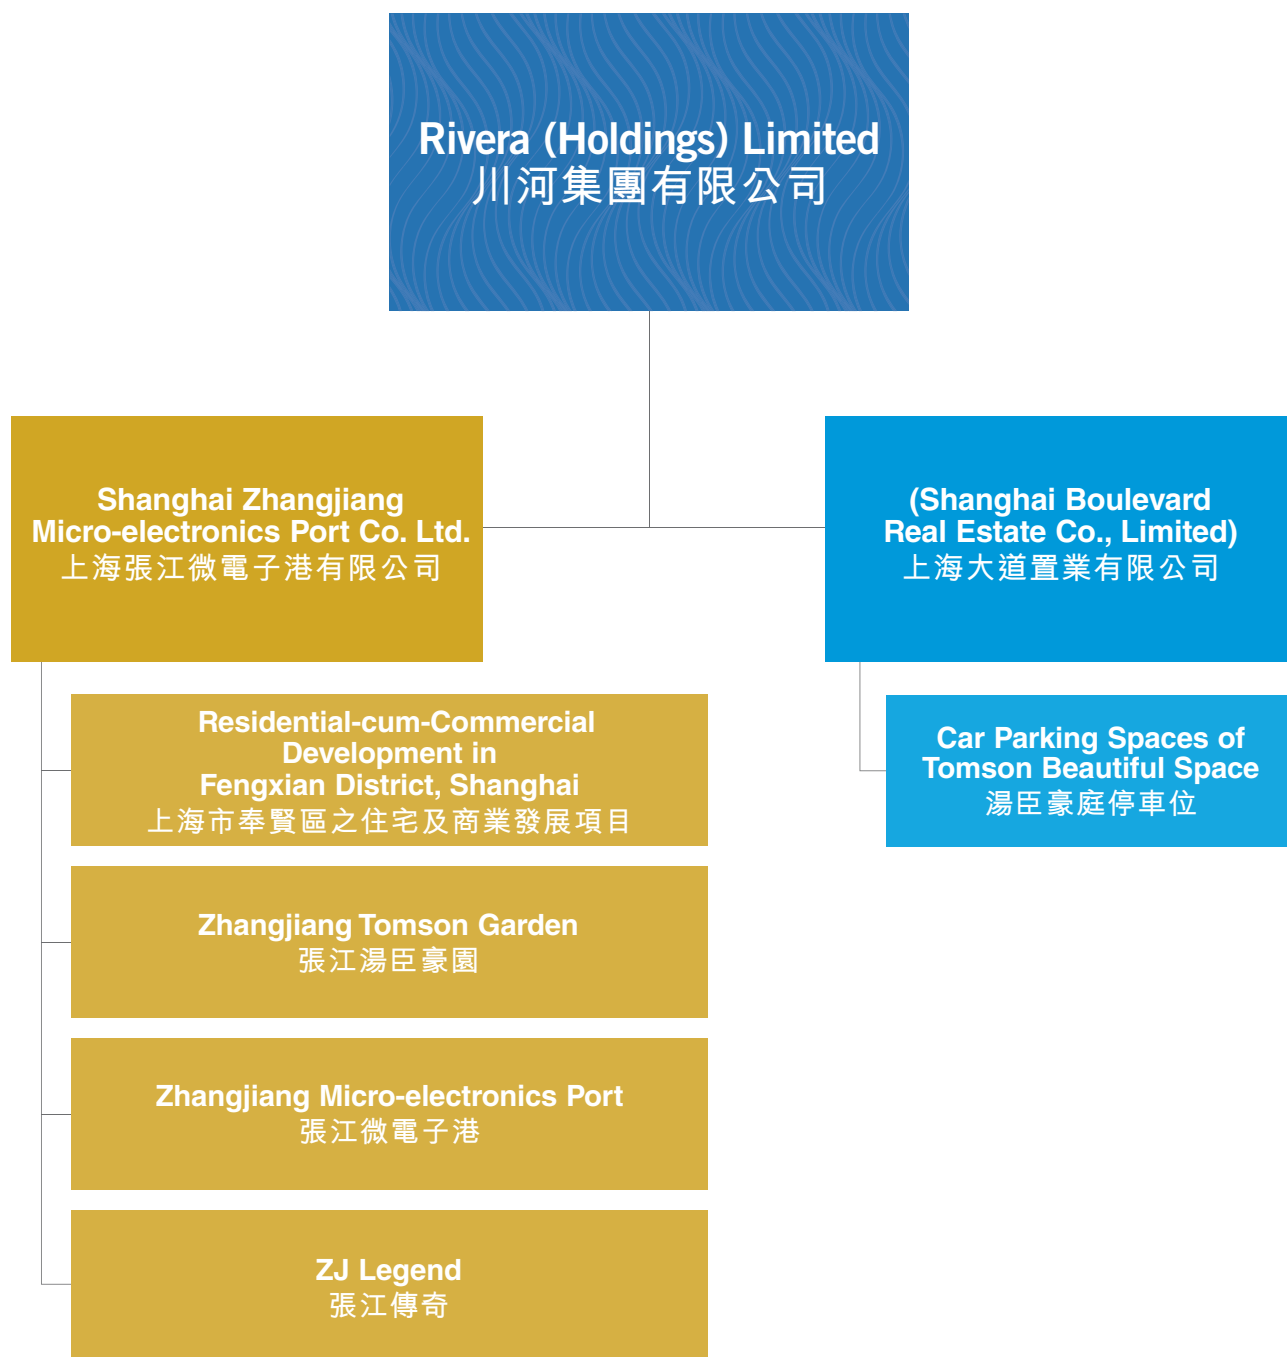 Rivera (Holdings) Limited
川河集團有限公司
Shanghai Zhangjiang
Micro-electronics Port Co. Ltd.
上海張江微電子港有限公司
(Shanghai Boulevard
Real Estate Co., Limited)
上海大道置業有限公司
Residential-cum-Commercial
Development in
Fengxian District, Shanghai
上海市奉賢區之住宅及商業發展項目
Zhangjiang Tomson Garden
張江湯臣豪園
Zhangjiang Micro-electronics Port
張江微電子港
ZJ Legend
張江傳奇
Car Parking Spaces of
Tomson Beautiful Space
湯臣豪庭停車位